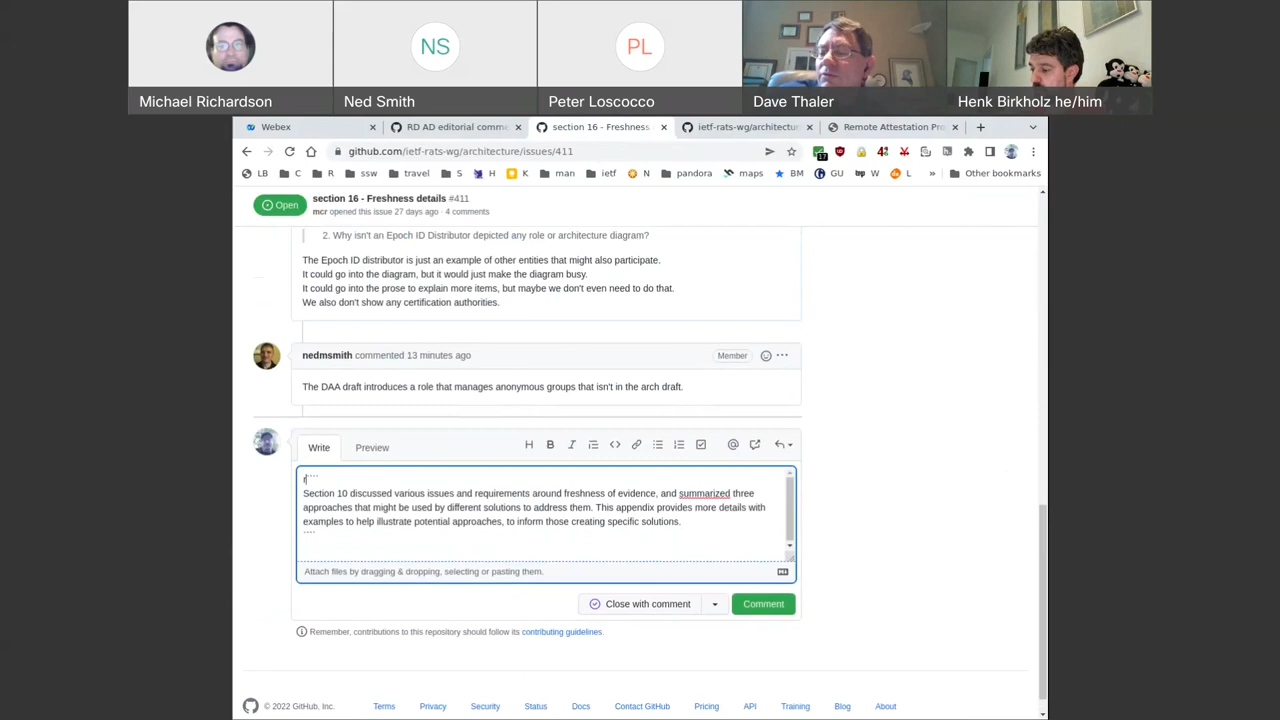 NS
PL
Michael Richardson
Ned Smith
Peter Loscocco
Dave Thaler
Henk Birkholz he/him
Webex
RD AD editorial comme
section 16 - Freshness
ietf-rats-wg/architectur
Remote Attestation Pro
github.com/ietf-rats-wg/architecture/issues/411
17
LB
C
R
ssw
travel
S
H
K
man
ietf
N
pandora
maps
BM
GU
W
L
»
Other bookmarks
Open
section 16 - Freshness details #411
mcr opened this issue 27 days ago · 4 comments
2. Why isn't an Epoch ID Distributor depicted any role or architecture diagram?
The Epoch ID distributor is just an example of other entities that might also participate.
It could go into the diagram, but it would just make the diagram busy.
It could go into the prose to explain more items, but maybe we don't even need to do that.
We also don't show any certification authorities.
nedmsmith commented 13 minutes ago
Member
The DAA draft introduces a role that manages anonymous groups that isn't in the arch draft.
Write
Preview
````
Section 10 discussed various issues and requirements around freshness of evidence, and summarized three
approaches that might be used by different solutions to address them. This appendix provides more details with
examples to help illustrate potential approaches, to inform those creating specific solutions.
````
Attach files by dragging & dropping, selecting or pasting them.
Close with comment
Comment
Remember, contributions to this repository should follow its contributing guidelines.
© 2022 GitHub, Inc.
Terms
Privacy
Security
Status
Docs
Contact GitHub
Pricing
API
Training
Blog
About